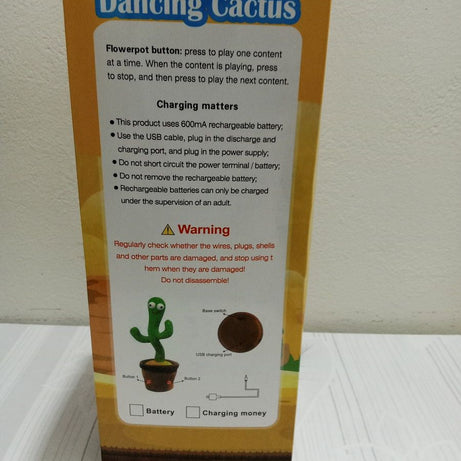 Dancing Cactus
Flowerpot button: press to play one content
at a time. When the content is playing, press
to stop, and then press to play the next content.
Charging matters
● This product uses 600mA rechargeable battery;
● Use the USB cable, plug in the discharge and
charging port, and plug in the power supply;
● Do not short circuit the power terminal / battery;
● Do not remove the rechargeable battery;
● Rechargeable batteries can only be charged
under the supervision of an adult.
Warning
Regularly check whether the wires, plugs, shells
and other parts are damaged, and stop using t
hem when they are damaged!
Do not disassemble!
Base switch
USB charging port
Button 1
Button 2
Battery
Charging money